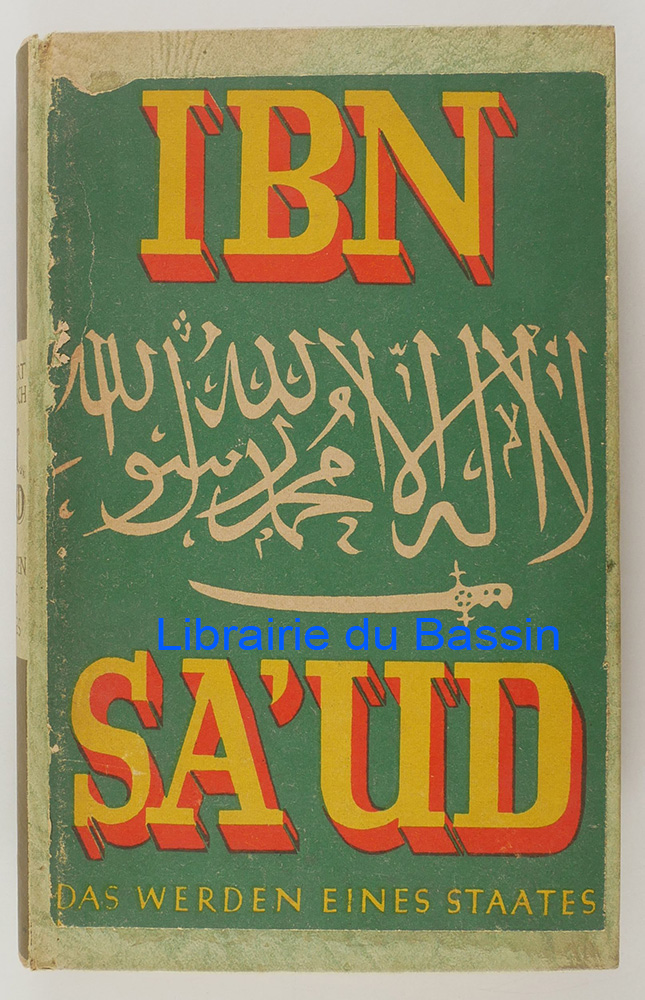 IBN
لا إله إلا الله محمد رسول الله
Librairie du Bassin
SA'UD
DAS WERDEN EINES STAATES